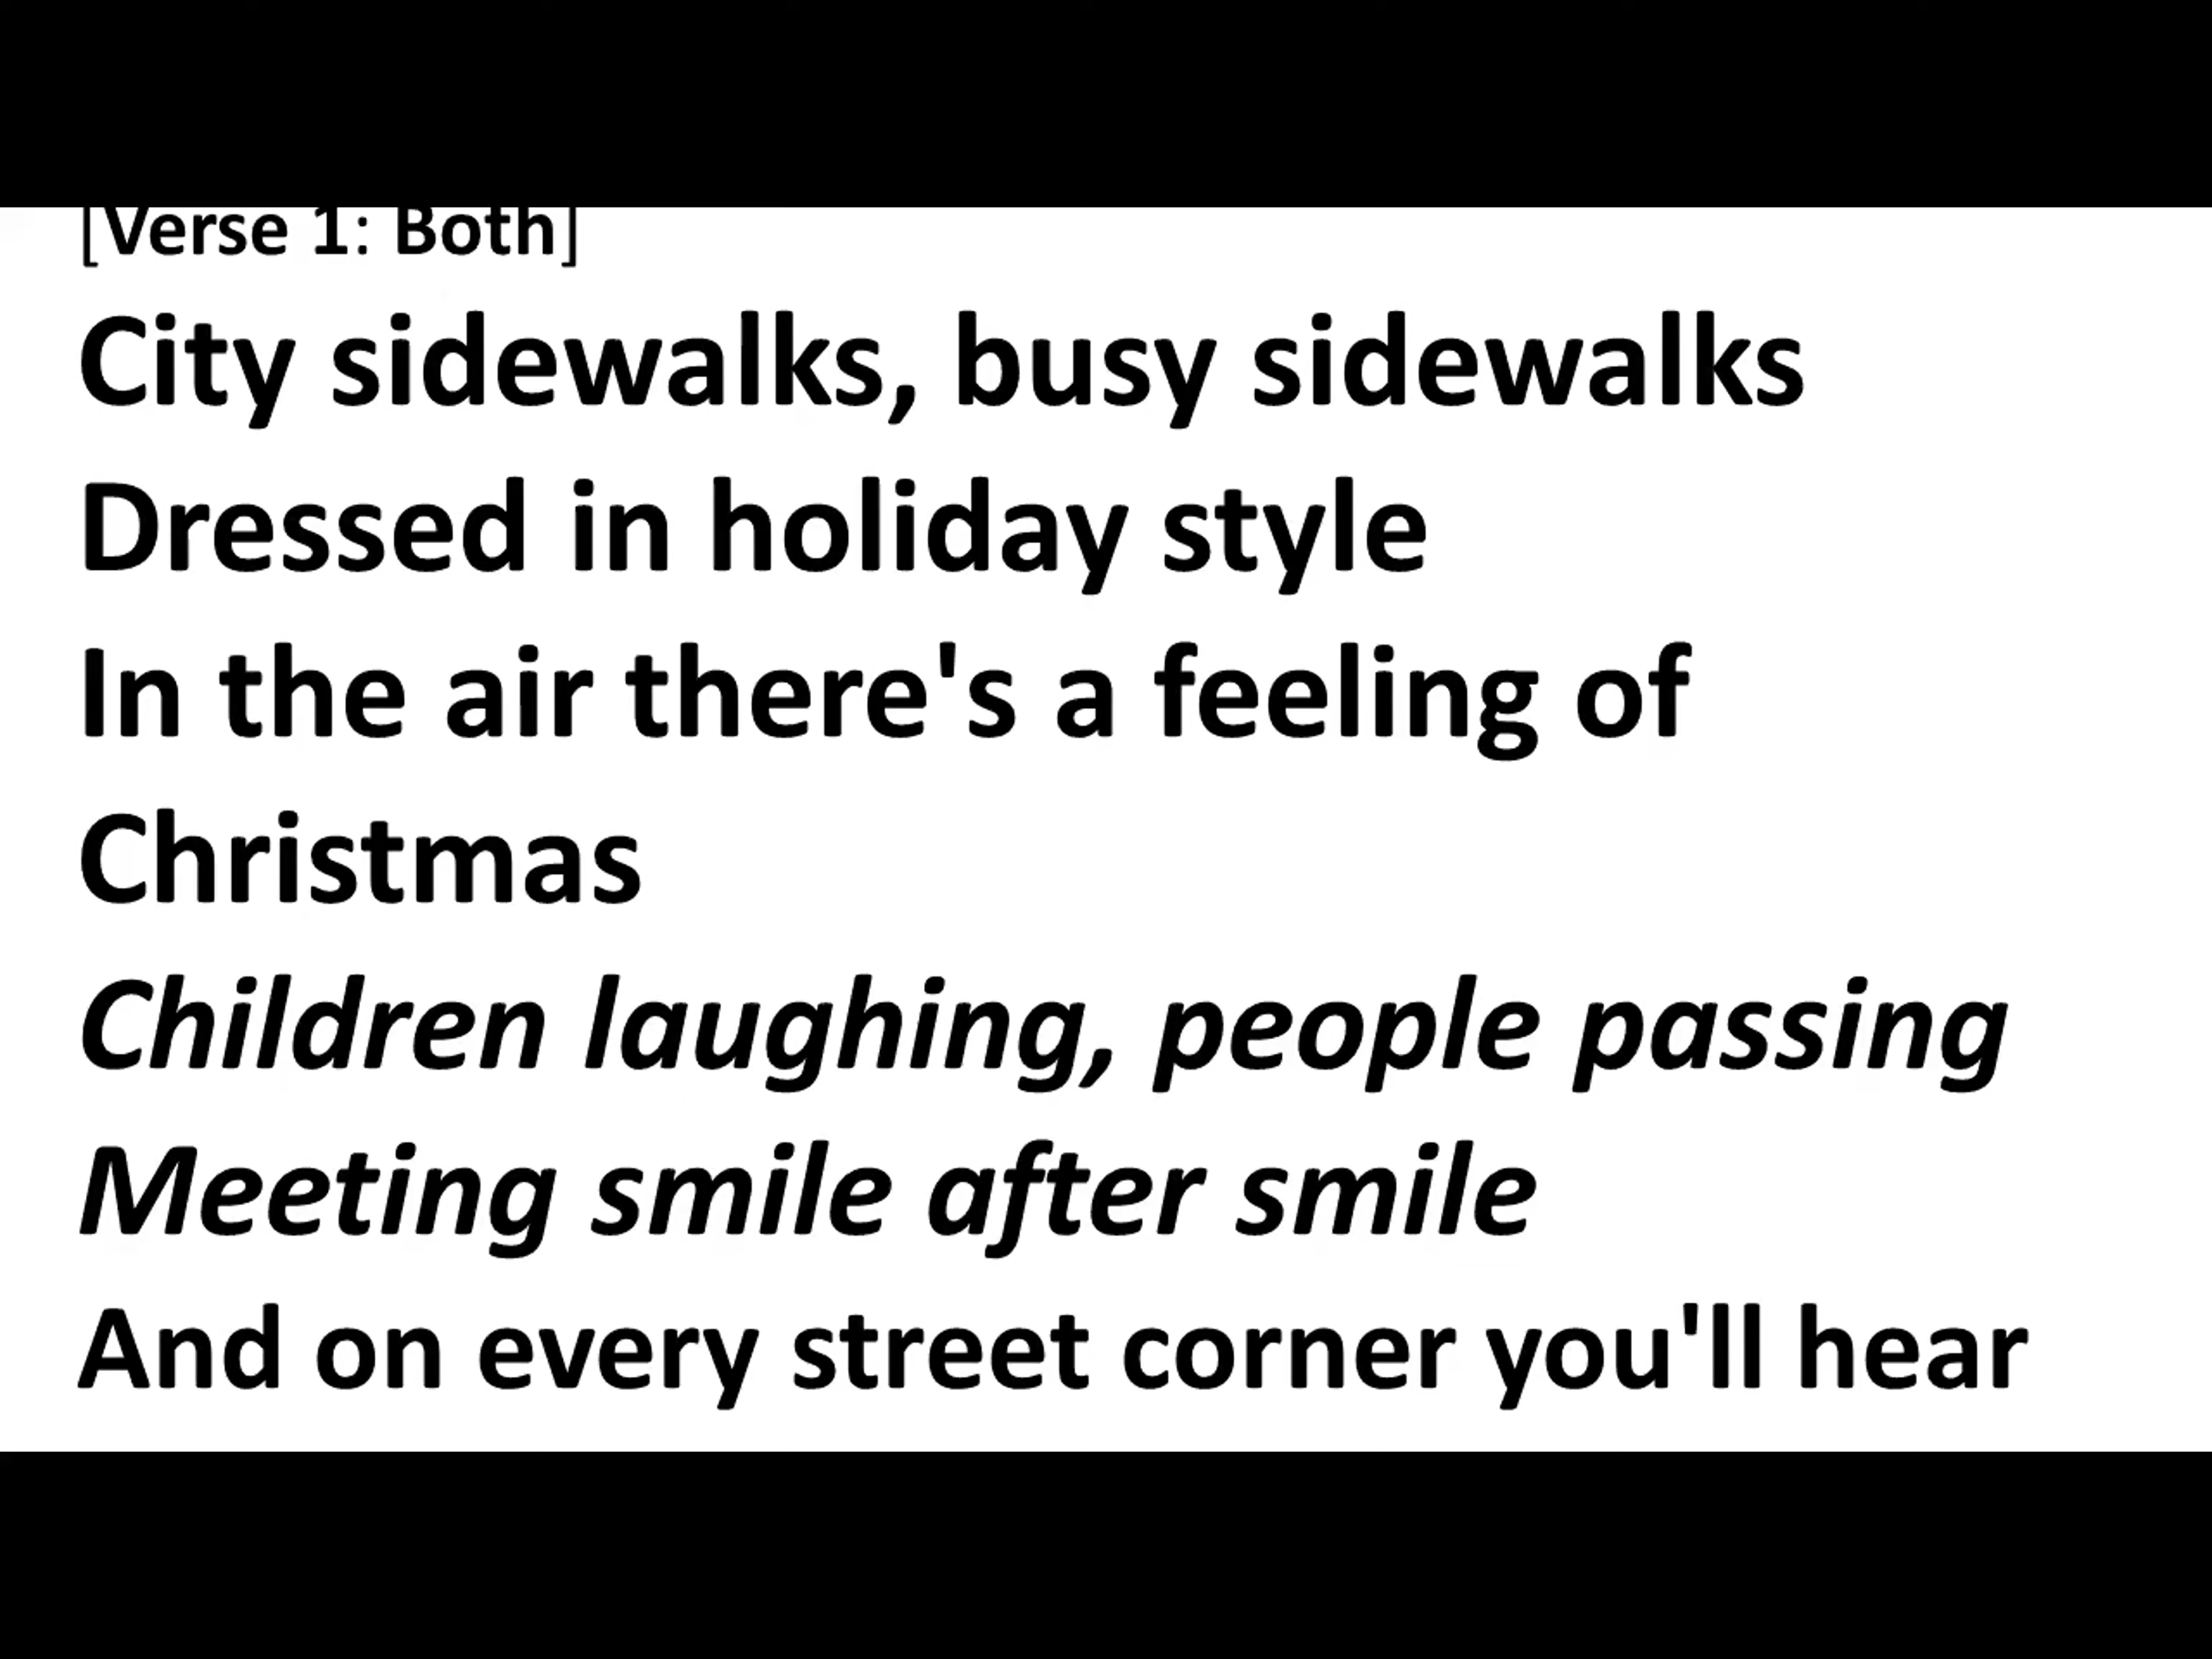 [Verse 1: Both]
City sidewalks, busy sidewalks
Dressed in holiday style
In the air there's a feeling of
Christmas
Children laughing, people passing
Meeting smile after smile
And on every street corner you'll hear